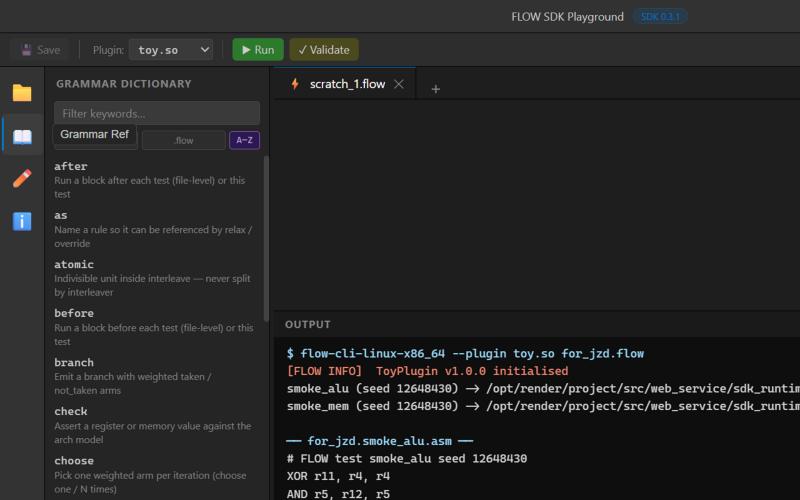 FLOW SDK Playground SDK 0.3.1
Save Plugin: toy.so Run Validate
GRAMMAR DICTIONARY
Filter keywords...
Grammar Ref
.flow A-Z
after
Run a block after each test (file-level) or this
test
as
Name a rule so it can be referenced by relax /
override
atomic
Indivisible unit inside interleave — never split
by interleaver
before
Run a block before each test (file-level) or this
test
branch
Emit a branch with weighted taken /
not_taken arms
check
Assert a register or memory value against the
arch model
choose
Pick one weighted arm per iteration (choose
one / N times)
scratch_1.flow
OUTPUT
$ flow-cli-linux-x86_64 --plugin toy.so for_jzd.flow
[FLOW INFO] ToyPlugin v1.0.0 initialised
smoke_alu (seed 12648430) → /opt/render/project/src/web_service/sdk_runtim
smoke_mem (seed 12648430) → /opt/render/project/src/web_service/sdk_runtim
── for_jzd.smoke_alu.asm ──
# FLOW test smoke_alu seed 12648430
XOR r11, r4, r4
AND r5, r12, r5